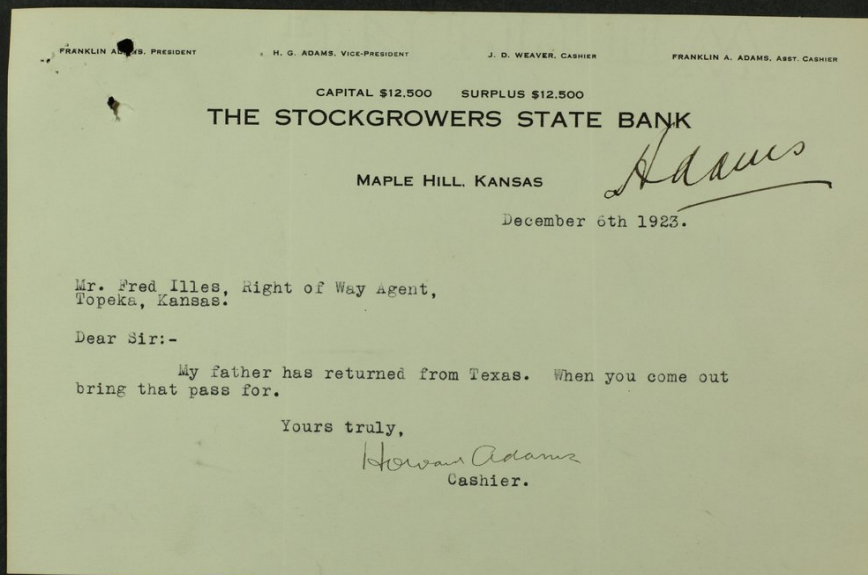 FRANKLIN ADAMS, PRESIDENT H. G. ADAMS, VICE-PRESIDENT J. D. WEAVER, CASHIER FRANKLIN A. ADAMS, ASST. CASHIER
CAPITAL $12,500 SURPLUS $12,500
THE STOCKGROWERS STATE BANK
Adams
MAPLE HILL, KANSAS
December 6th 1923.
Mr. Fred Illes, Right of Way Agent,
Topeka, Kansas.
Dear Sir:-
My father has returned from Texas. When you come out
bring that pass for.
Yours truly,
Howard Adams
Cashier.